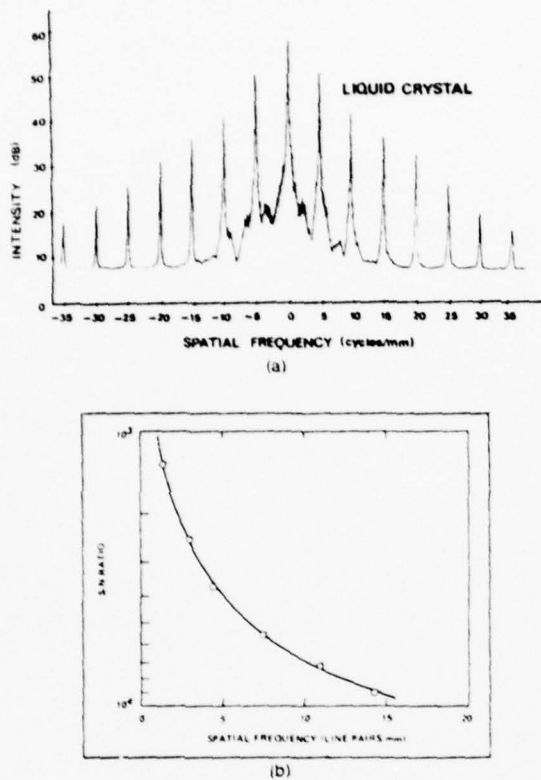 60
50
40
30
20
10
0
INTENSITY (dB)
LIQUID CRYSTAL
-35 -30 -25 -20 -15 -10 -5 0 5 10 15 20 25 30 35
SPATIAL FREQUENCY (cycles/mm)
(a)
10³
S.N RATIO
0 5 10 15 20
SPATIAL FREQUENCY (LINE PAIRS/mm)
(b)